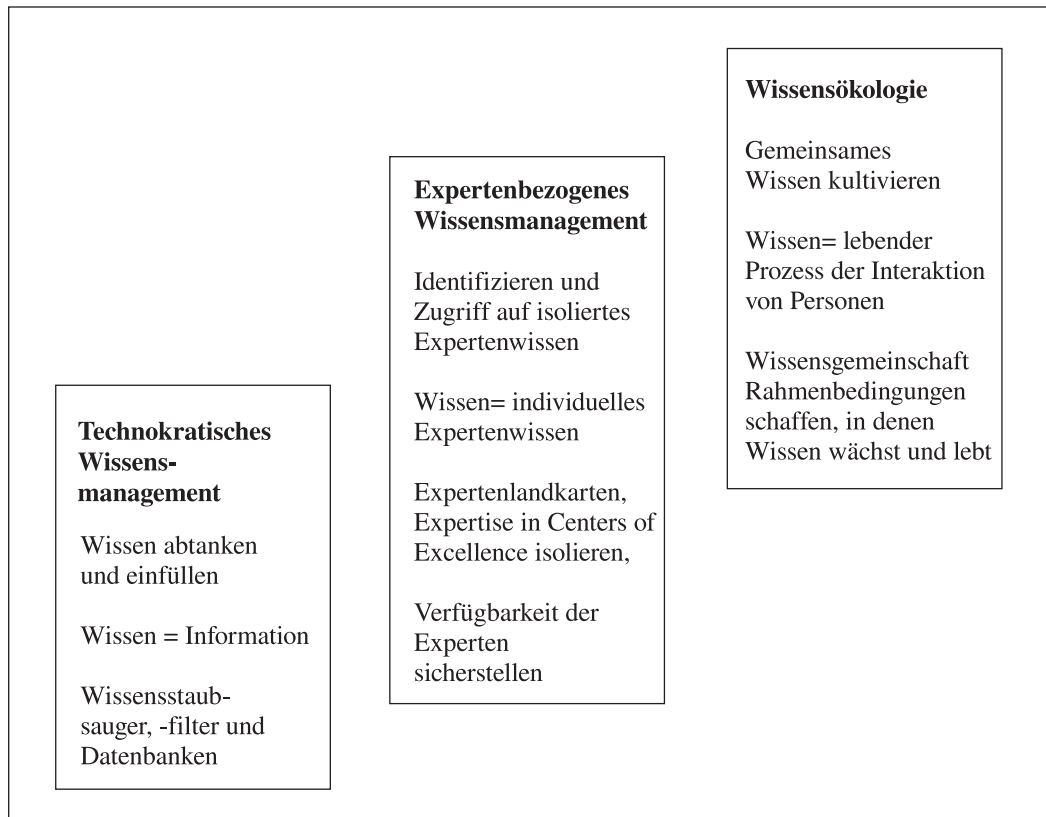 Technokratisches
Wissens-
management
Wissen abtanken
und einfüllen
Wissen = Information
Wissensstaub-
sauger, -filter und
Datenbanken
Expertenbezogenes
Wissensmanagement
Identifizieren und
Zugriff auf isoliertes
Expertenwissen
Wissen= individuelles
Expertenwissen
Expertenlandkarten,
Expertise in Centers of
Excellence isolieren,
Verfügbarkeit der
Experten
sicherstellen
Wissensökologie
Gemeinsames
Wissen kultivieren
Wissen= lebender
Prozess der Interaktion
von Personen
Wissensgemeinschaft
Rahmenbedingungen
schaffen, in denen
Wissen wächst und lebt